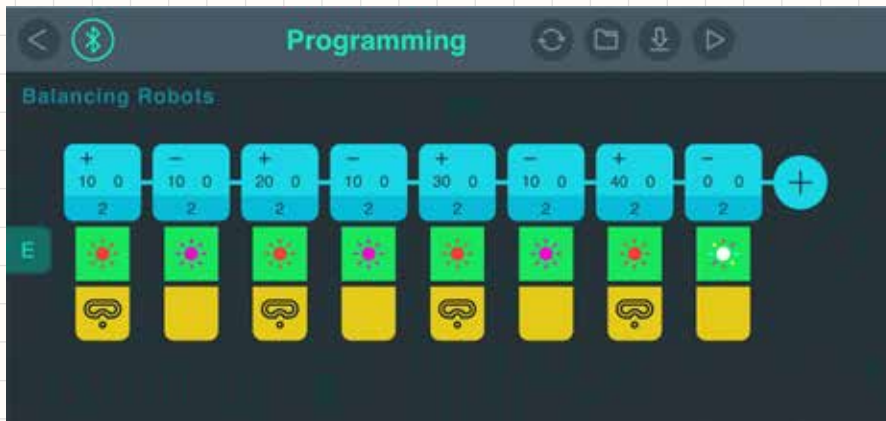 Programming
Balancing Robots
+ − + − + − + −
10 0 10 0 20 0 10 0 30 0 10 0 40 0 0 0
2 2 2 2 2 2 2 2
E